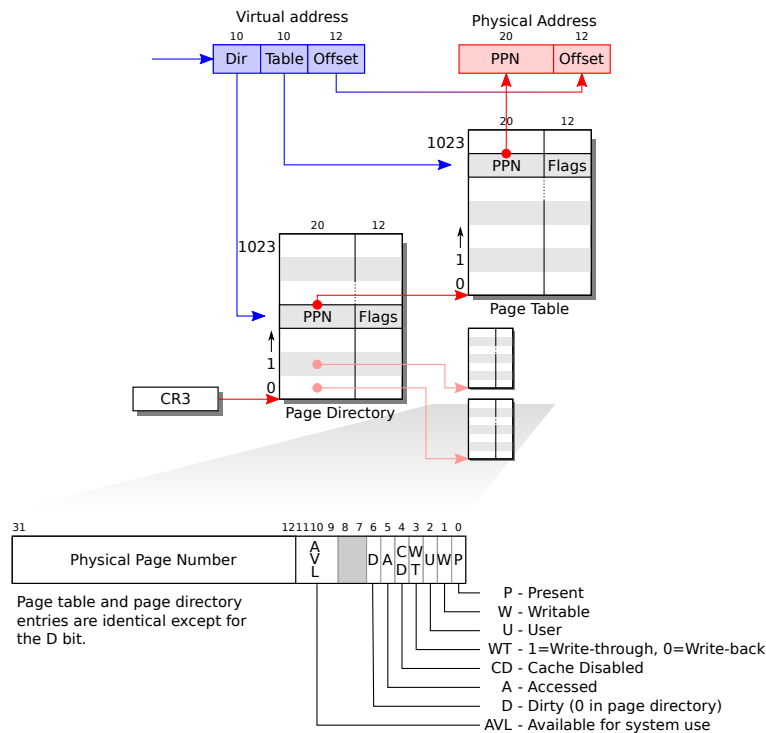 Virtual address
Physical Address
10 10 12
20 12
Dir Table Offset
PPN Offset
20 12
1023
PPN Flags
1
0
Page Table
20 12
1023
PPN Flags
1
0
Page Directory
CR3
31 12 11 10 9 8 7 6 5 4 3 2 1 0
Physical Page Number AVL D A CD WT U W P
Page table and page directory
entries are identical except for
the D bit.
P - Present
W - Writable
U - User
WT - 1=Write-through, 0=Write-back
CD - Cache Disabled
A - Accessed
D - Dirty (0 in page directory)
AVL - Available for system use